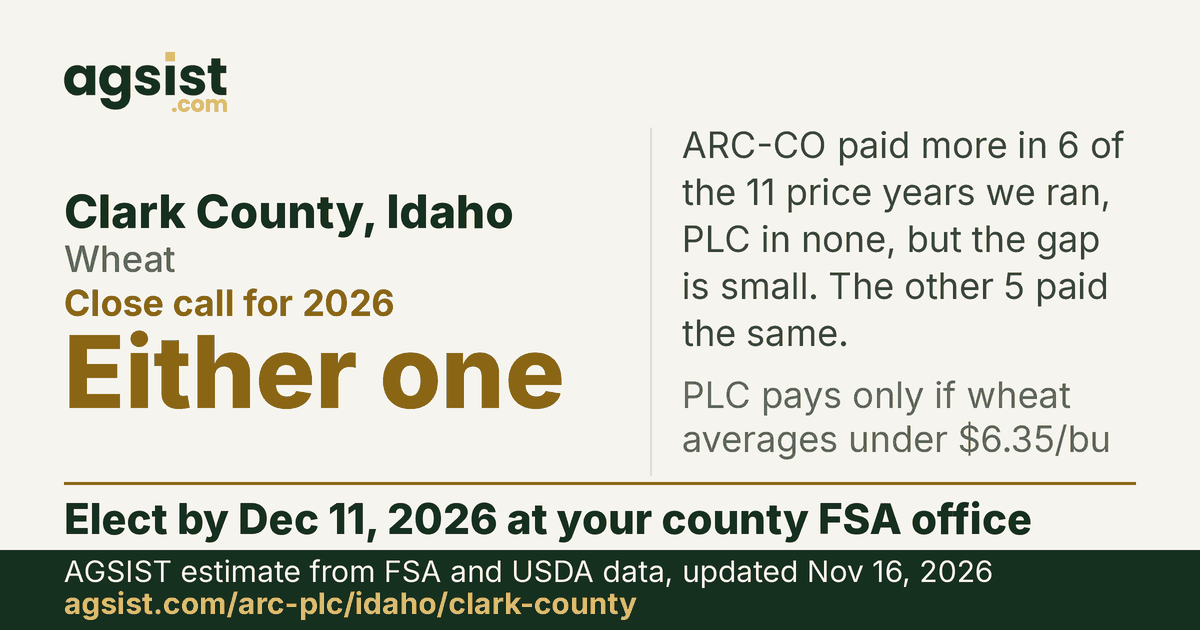 agsist
.com
Clark County, Idaho
Wheat
Close call for 2026
Either one
ARC-CO paid more in 6 of
the 11 price years we ran,
PLC in none, but the gap
is small. The other 5 paid
the same.
PLC pays only if wheat
averages under $6.35/bu
Elect by Dec 11, 2026 at your county FSA office
AGSIST estimate from FSA and USDA data, updated Nov 16, 2026
agsist.com/arc-plc/idaho/clark-county